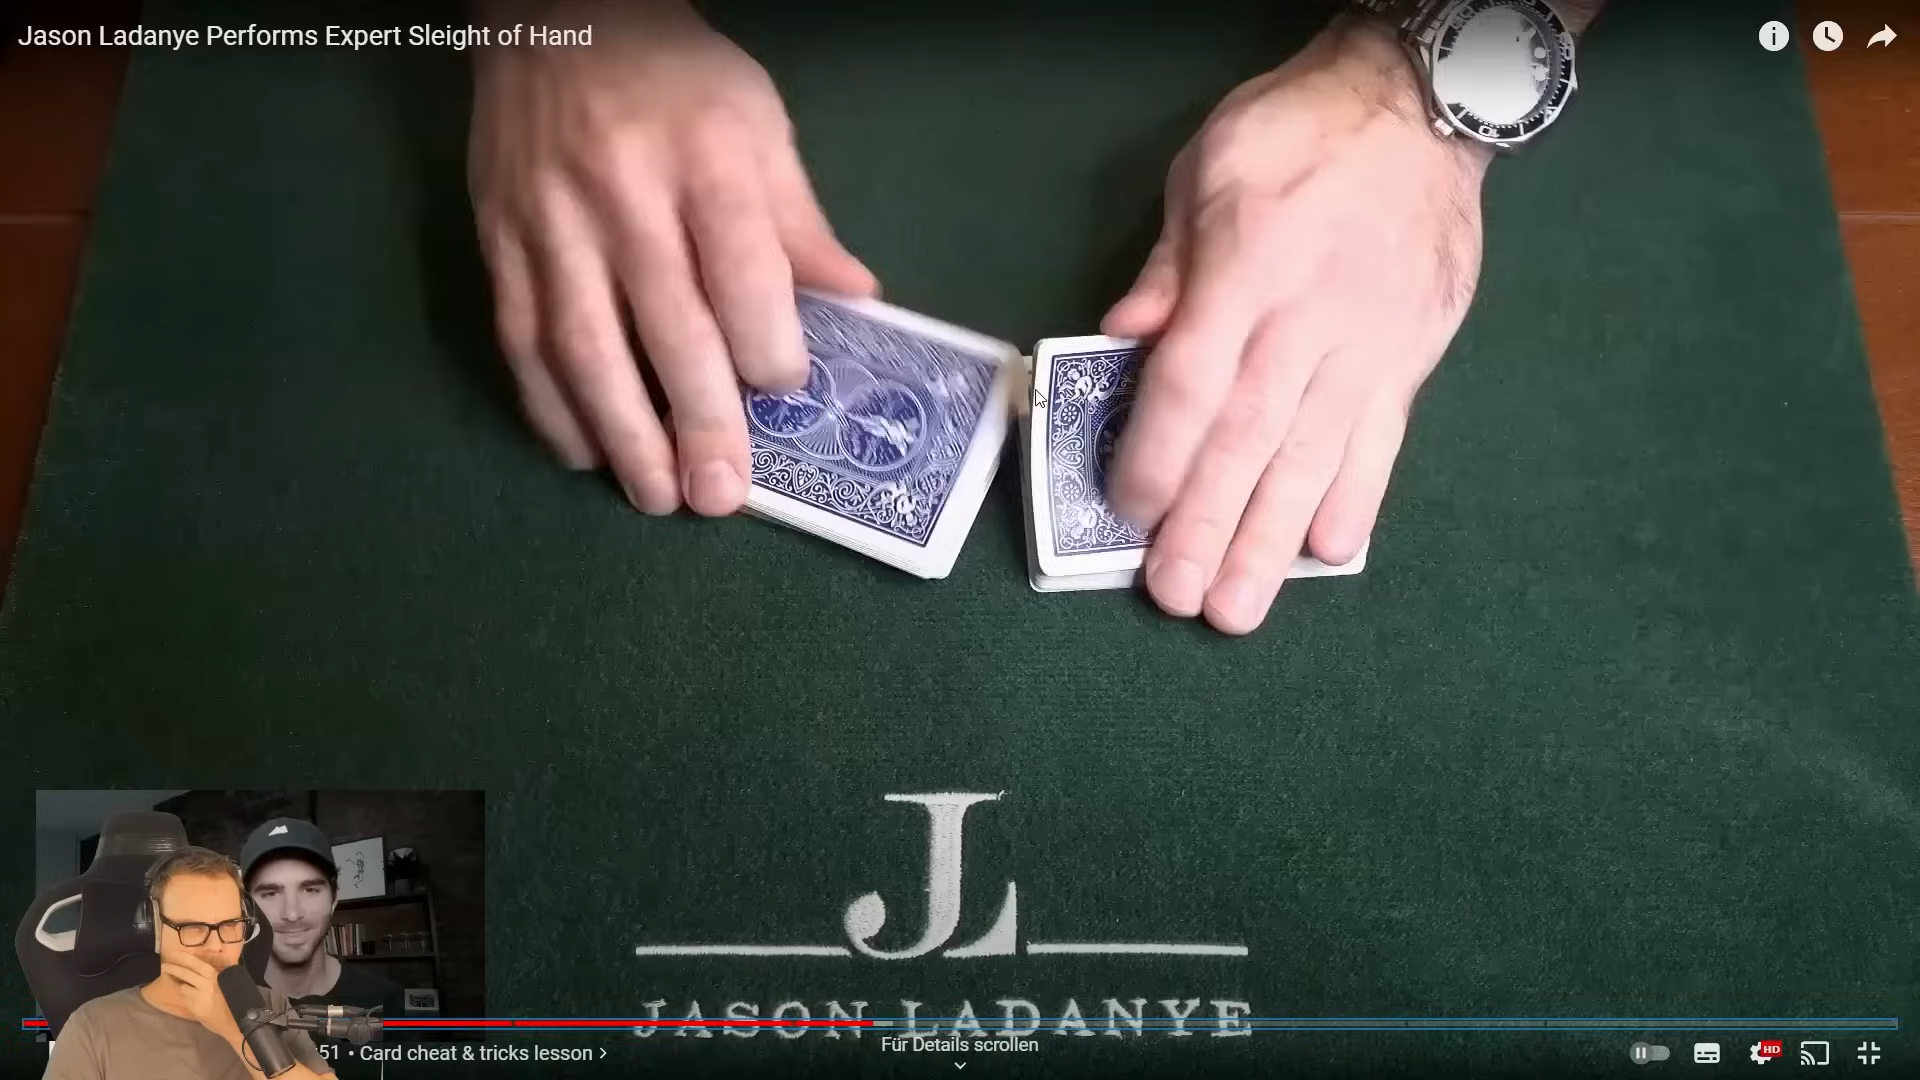 Jason Ladanye Performs Expert Sleight of Hand
JL
JASON LADANYE
51 • Card cheat & tricks lesson >
Für Details scrollen
HD